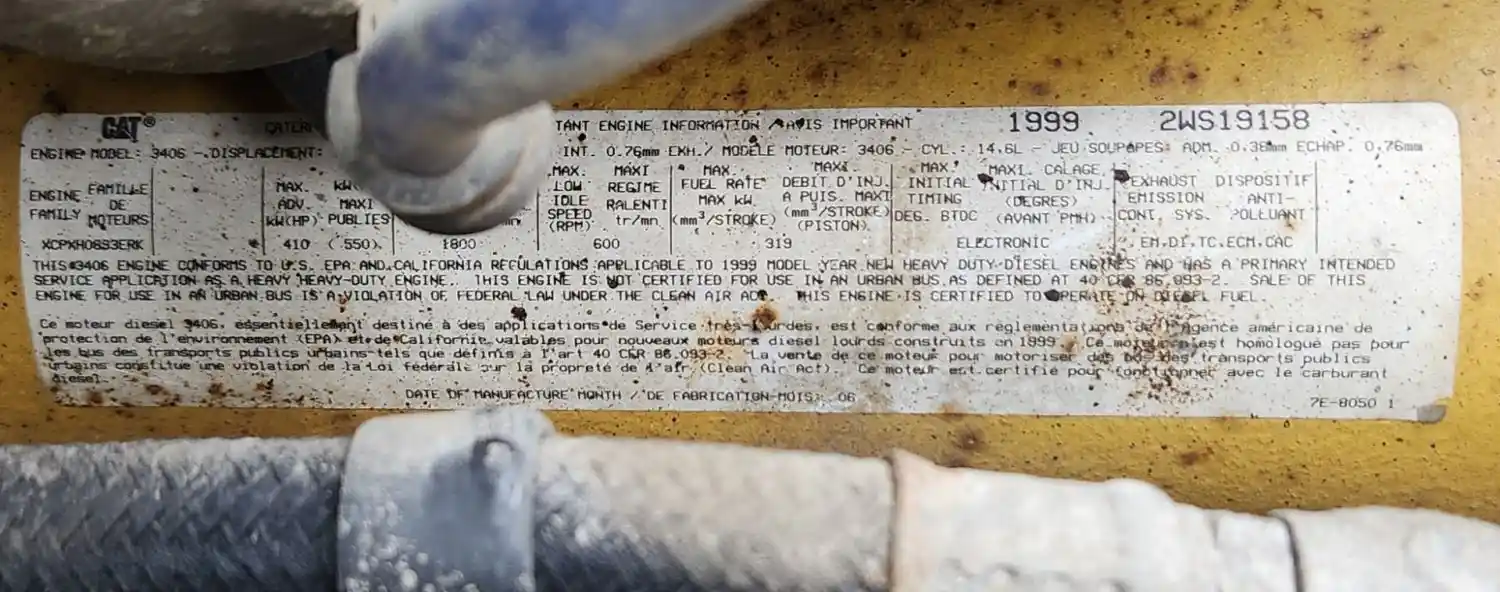 CAT®
TANT ENGINE INFORMATION / AVIS IMPORTANT 1999 2WS19158
ENGINE MODEL: 3406 - DISPLACEMENT: INT. 0.76mm EXH./ MODÈLE MOTEUR: 3406 - CYL.: 14.6L - JEU SOUPAPES: ADM. 0.38mm ECHAP. 0.76mm
ENGINE FAMILY
FAMILLE DE MOTEURS
MAX. ADV. kW(HP)
MAXI PUBLIES
MAX. LOW IDLE SPEED (RPM)
MAXI REGIME RALENTI tr/mn
MAX. FUEL RATE MAX kW. (mm³/STROKE)
MAXI. DEBIT D'INJ. A PUIS. MAXI (mm³/STROKE) (PISTON).
MAX. INITIAL TIMING DEG. BTDC
MAXI. CALAGE INITIAL D'INJ. (DEGRES) (AVANT PMH)
EXHAUST EMISSION CONT. SYS.
DISPOSITIF ANTI-POLLUANT
XCPXH0893ERK 410 (550) 1800 600 319 ELECTRONIC EM.DI.TC.ECM.CAC
THIS 3406 ENGINE CONFORMS TO U.S. EPA AND CALIFORNIA REGULATIONS APPLICABLE TO 1999 MODEL YEAR NEW HEAVY DUTY DIESEL ENGINES AND HAS A PRIMARY INTENDED
SERVICE APPLICATION AS A HEAVY HEAVY-DUTY ENGINE. THIS ENGINE IS NOT CERTIFIED FOR USE IN AN URBAN BUS AS DEFINED AT 40 CFR 86.093-2. SALE OF THIS
ENGINE FOR USE IN AN URBAN BUS IS A VIOLATION OF FEDERAL LAW UNDER THE CLEAN AIR ACT. THIS ENGINE IS CERTIFIED TO OPERATE ON DIESEL FUEL.
Ce moteur diesel 3406, essentiellement destiné à des applications de Service très-lourdes, est conforme aux réglementations de l'Agence américaine de
protection de l'environnement (EPA) et de Californie valables pour nouveaux moteurs diesel lourds construits en 1999. Ce moteur n'est homologué pas pour
les bus des transports publics urbains tels que définis à l'art 40 CFR 86.093-2. La vente de ce moteur pour motoriser des bus des transports publics
urbains constitue une violation de la Loi fédérale sur la propreté de l'air (Clean Air Act). Ce moteur est certifié pour fonctionner avec le carburant
diesel.
DATE OF MANUFACTURE MONTH / DE FABRICATION-MOIS: 06
7E-8050 1